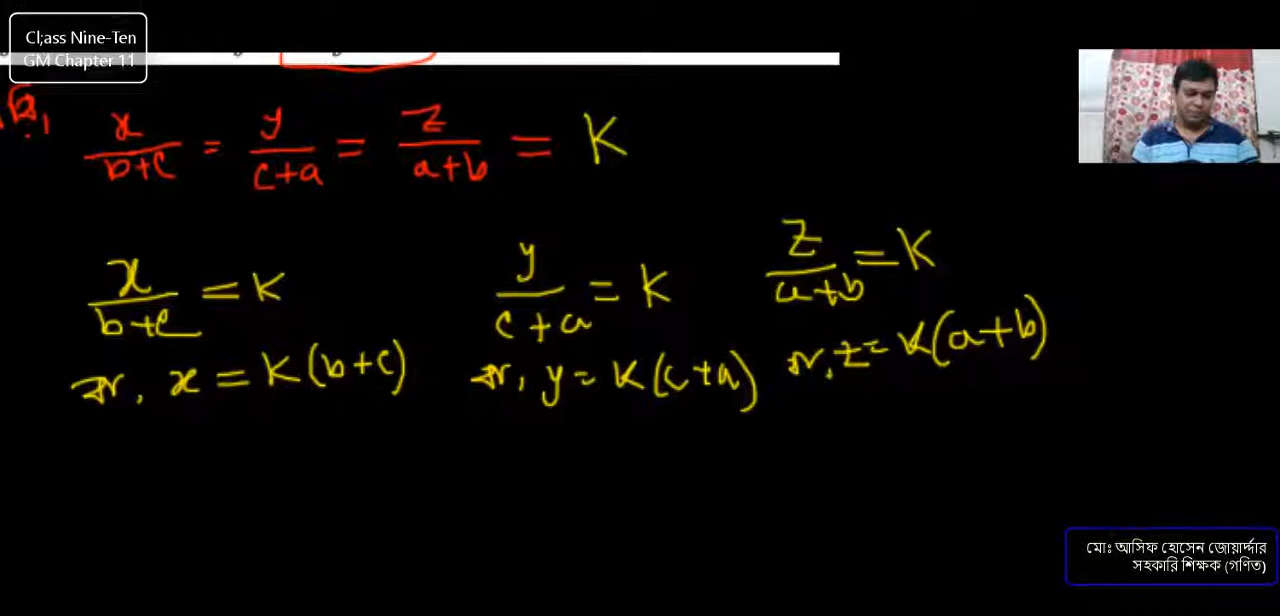 Cl;ass Nine-Ten
GM Chapter 11
x/(b+c) = y/(c+a) = z/(a+b) = K
x/(b+c) = K
y/(c+a) = K
z/(a+b) = K
বা, x = K(b+c)
বা, y = K(c+a)
বা, z = K(a+b)
মোঃ আসিফ হোসেন জোয়ার্দ্দার
সহকারি শিক্ষক (গণিত)